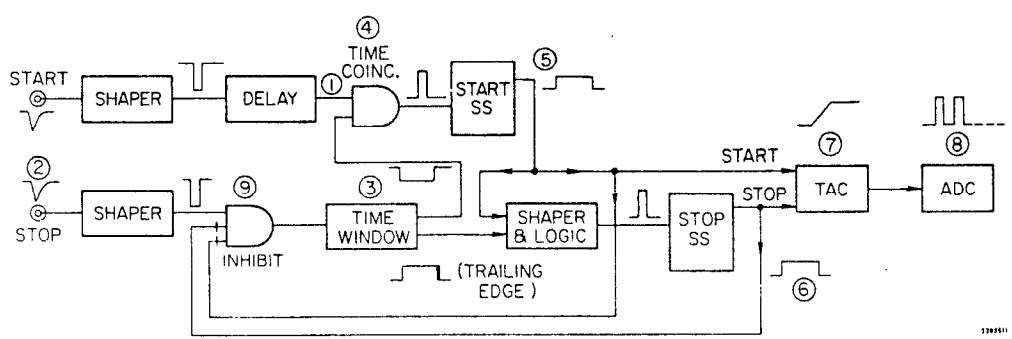 ④
TIME
COINC.
START
SHAPER
DELAY
①
START
SS
⑤
②
STOP
SHAPER
⑨
INHIBIT
③
TIME
WINDOW
(TRAILING
EDGE)
SHAPER
& LOGIC
STOP
SS
START
STOP
⑥
⑦
TAC
⑧
ADC